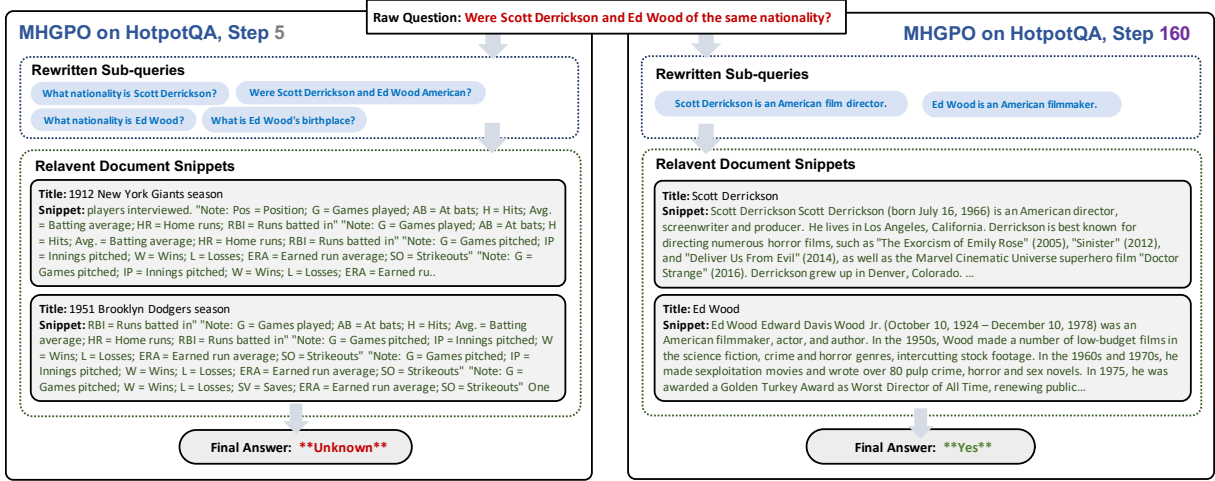 Raw Question: Were Scott Derrickson and Ed Wood of the same nationality?
MHGPO on HotpotQA, Step 5
Rewritten Sub-queries
What nationality is Scott Derrickson?
Were Scott Derrickson and Ed Wood American?
What nationality is Ed Wood?
What is Ed Wood's birthplace?
Relavent Document Snippets
Title: 1912 New York Giants season
Snippet: players interviewed. "Note: Pos = Position; G = Games played; AB = At bats; H = Hits; Avg.
= Batting average; HR = Home runs; RBI = Runs batted in" "Note: G = Games played; AB = At bats; H
= Hits; Avg. = Batting average; HR = Home runs; RBI = Runs batted in" "Note: G = Games pitched; IP
= Innings pitched; W = Wins; L = Losses; ERA = Earned run average; SO = Strikeouts" "Note: G =
Games pitched; IP = Innings pitched; W = Wins; L = Losses; ERA = Earned ru..
Title: 1951 Brooklyn Dodgers season
Snippet: RBI = Runs batted in" "Note: G = Games played; AB = At bats; H = Hits; Avg. = Batting
average; HR = Home runs; RBI = Runs batted in" "Note: G = Games pitched; IP = Innings pitched; W
= Wins; L = Losses; ERA = Earned run average; SO = Strikeouts" "Note: G = Games pitched; IP =
Innings pitched; W = Wins; L = Losses; ERA = Earned run average; SO = Strikeouts" "Note: G =
Games pitched; W = Wins; L = Losses; SV = Saves; ERA = Earned run average; SO = Strikeouts" One
Final Answer: **Unknown**
MHGPO on HotpotQA, Step 160
Rewritten Sub-queries
Scott Derrickson is an American film director.
Ed Wood is an American filmmaker.
Relavent Document Snippets
Title: Scott Derrickson
Snippet: Scott Derrickson Scott Derrickson (born July 16, 1966) is an American director,
screenwriter and producer. He lives in Los Angeles, California. Derrickson is best known for
directing numerous horror films, such as "The Exorcism of Emily Rose" (2005), "Sinister" (2012),
and "Deliver Us From Evil" (2014), as well as the Marvel Cinematic Universe superhero film "Doctor
Strange" (2016). Derrickson grew up in Denver, Colorado. ...
Title: Ed Wood
Snippet: Ed Wood Edward Davis Wood Jr. (October 10, 1924 – December 10, 1978) was an
American filmmaker, actor, and author. In the 1950s, Wood made a number of low-budget films in
the science fiction, crime and horror genres, intercutting stock footage. In the 1960s and 1970s, he
made sexploitation movies and wrote over 80 pulp crime, horror and sex novels. In 1975, he was
awarded a Golden Turkey Award as Worst Director of All Time, renewing public...
Final Answer: **Yes**